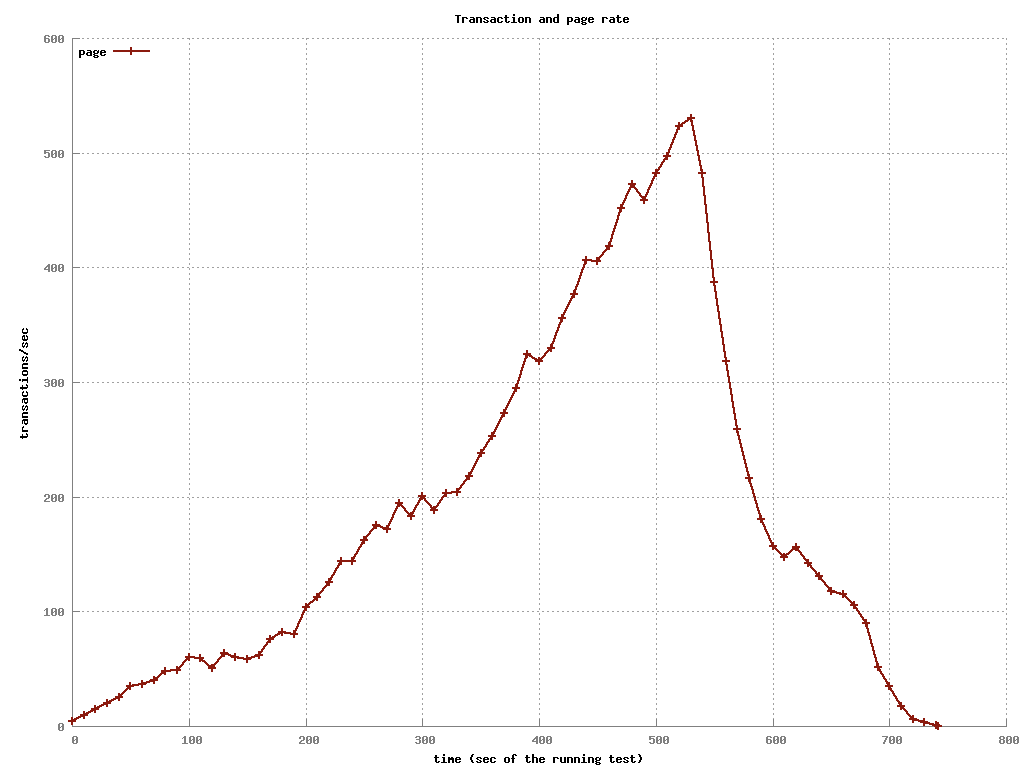 Transaction and page rate
600
page
500
400
300
200
100
0
transactions/sec
0 100 200 300 400 500 600 700 800
time (sec of the running test)